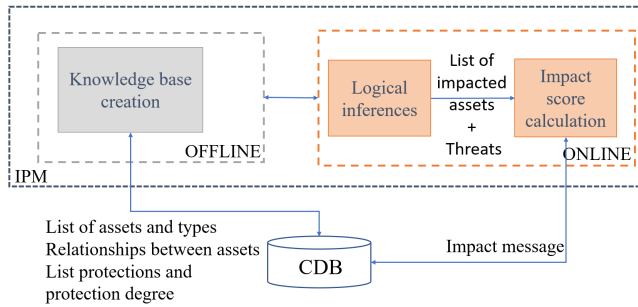 Knowledge base
creation
OFFLINE
IPM
Logical
inferences
List of
impacted
assets
+
Threats
Impact
score
calculation
ONLINE
List of assets and types
Relationships between assets
List protections and
protection degree
CDB
Impact message